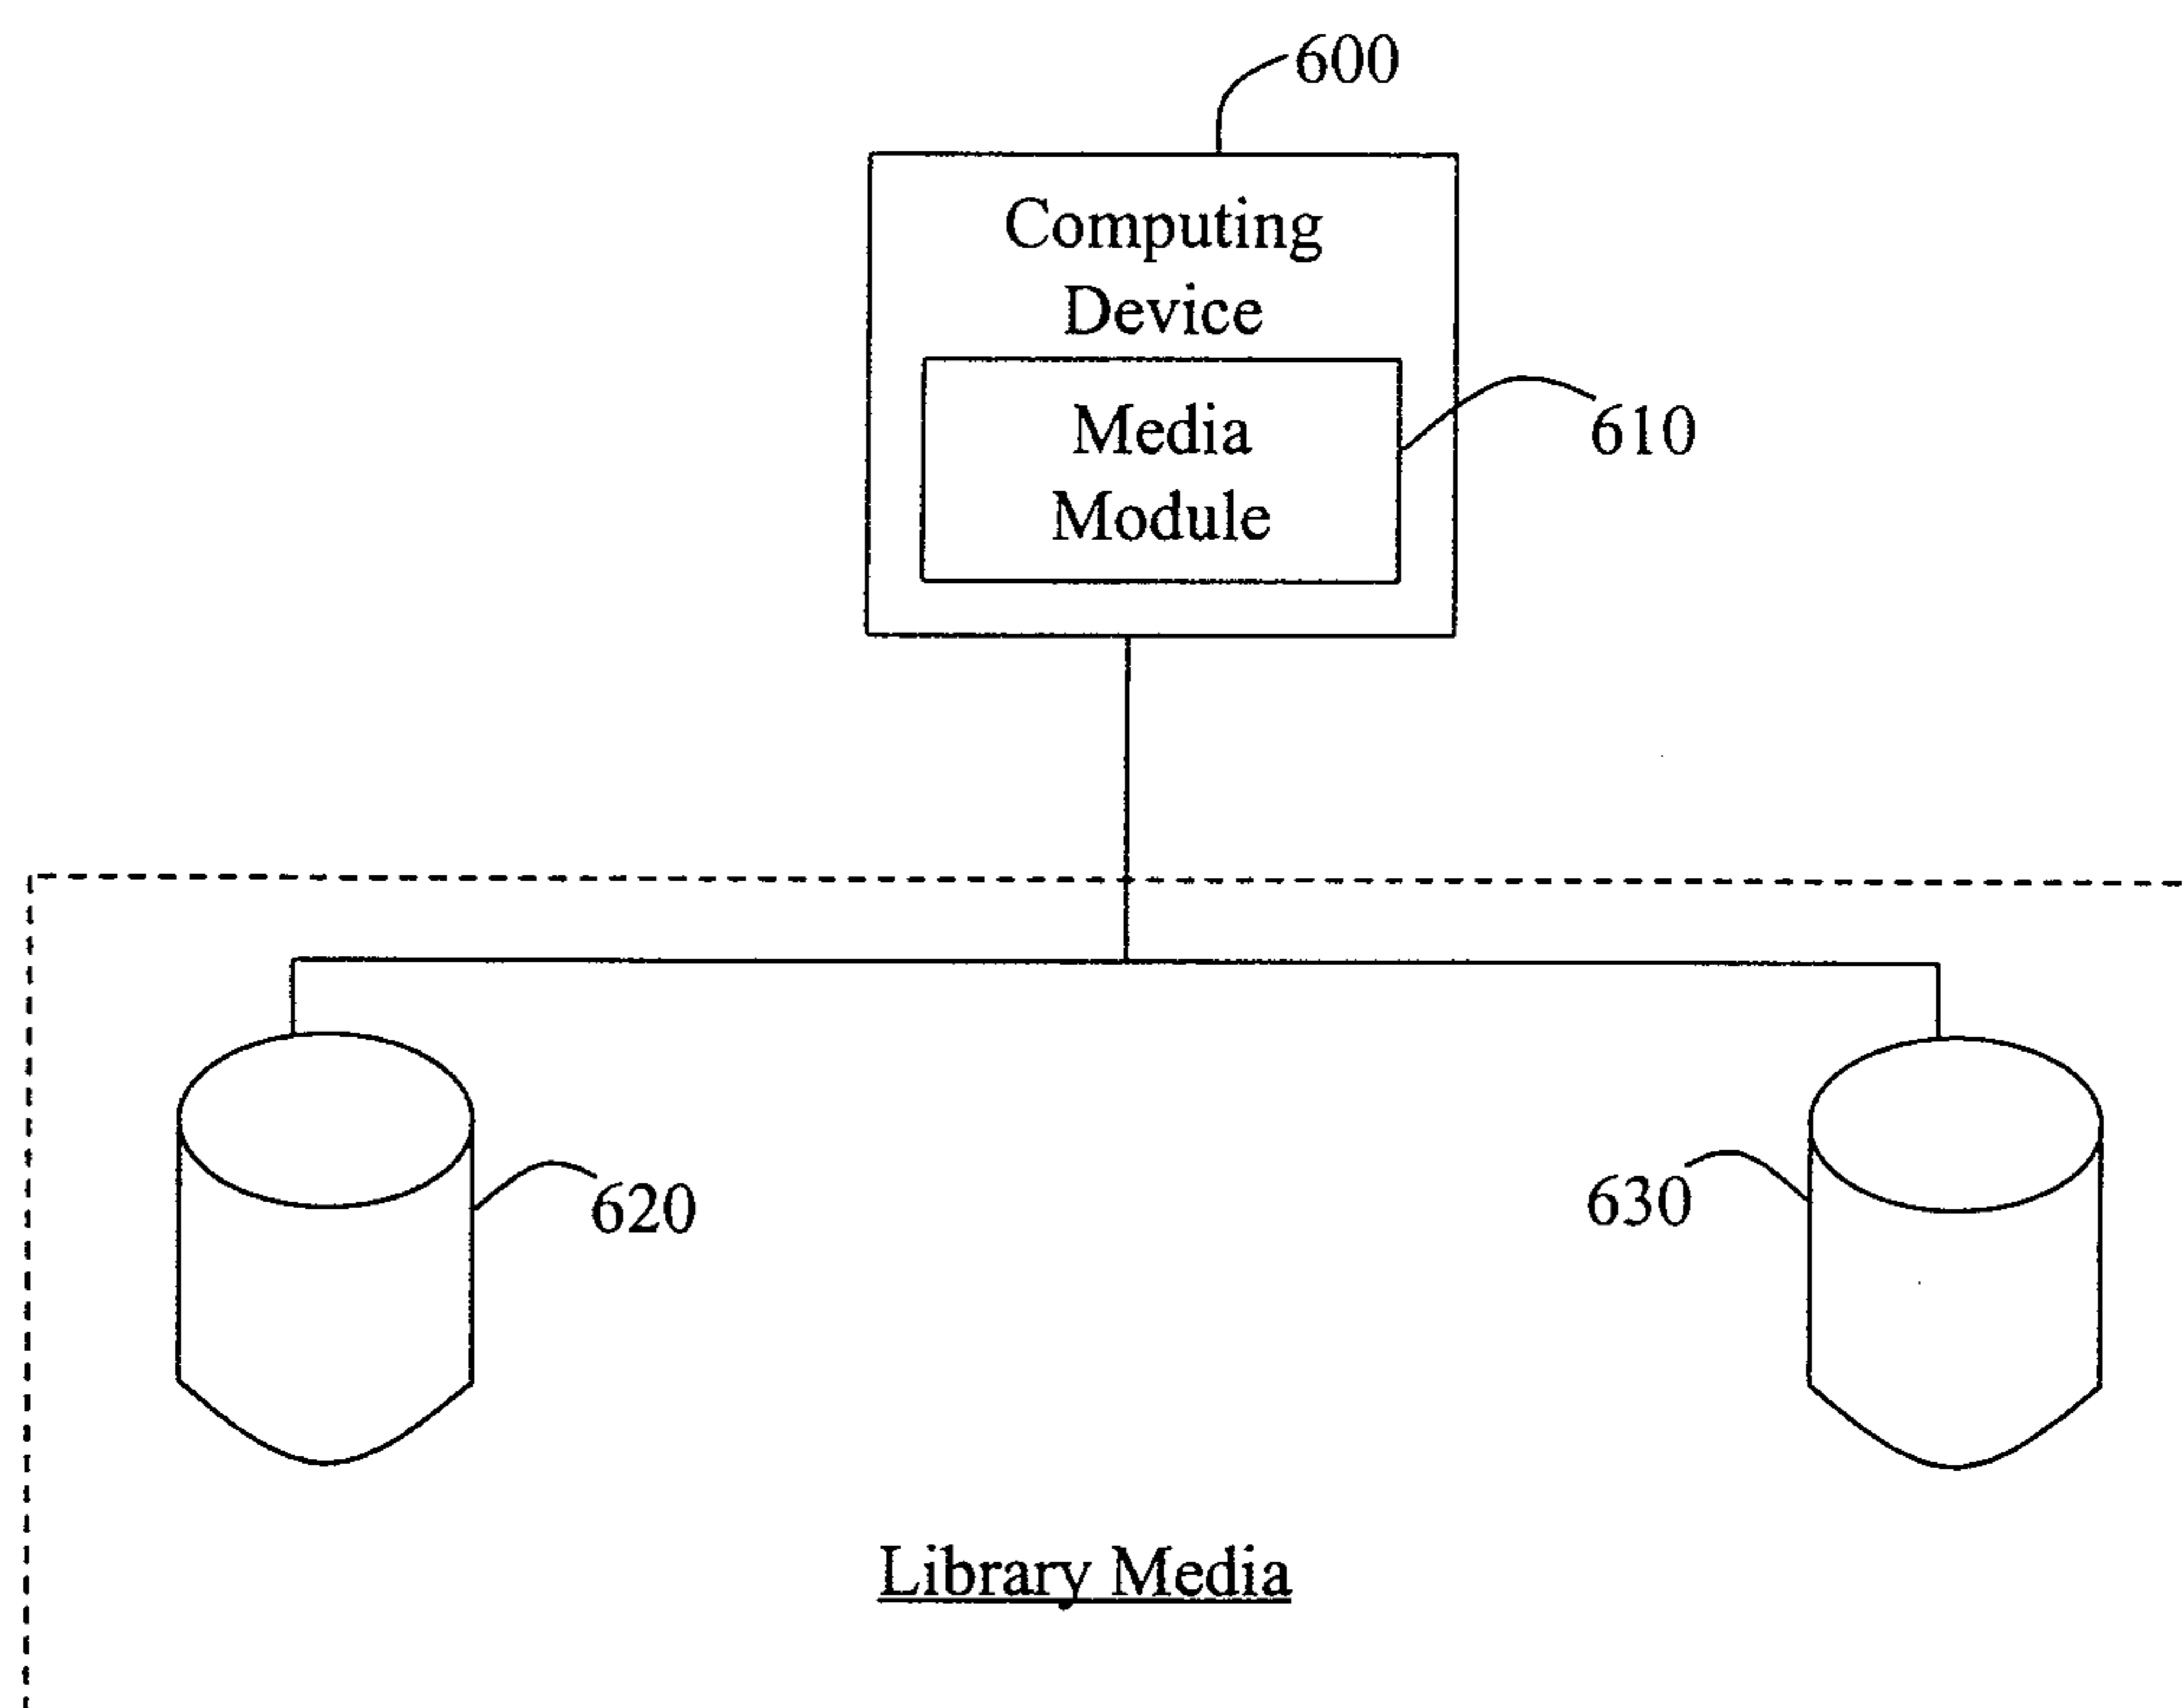 600
Computing
Device
Media
Module
610
620
630
Library Media